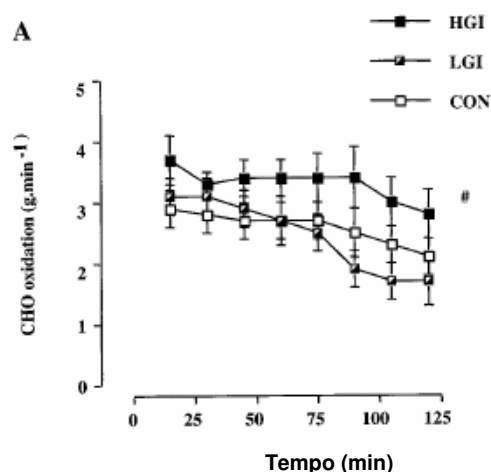 A
HGI
LGI
CON
CHO oxidation (g.min⁻¹)
5
4
3
2
1
0
#
0 25 50 75 100 125
Tempo (min)